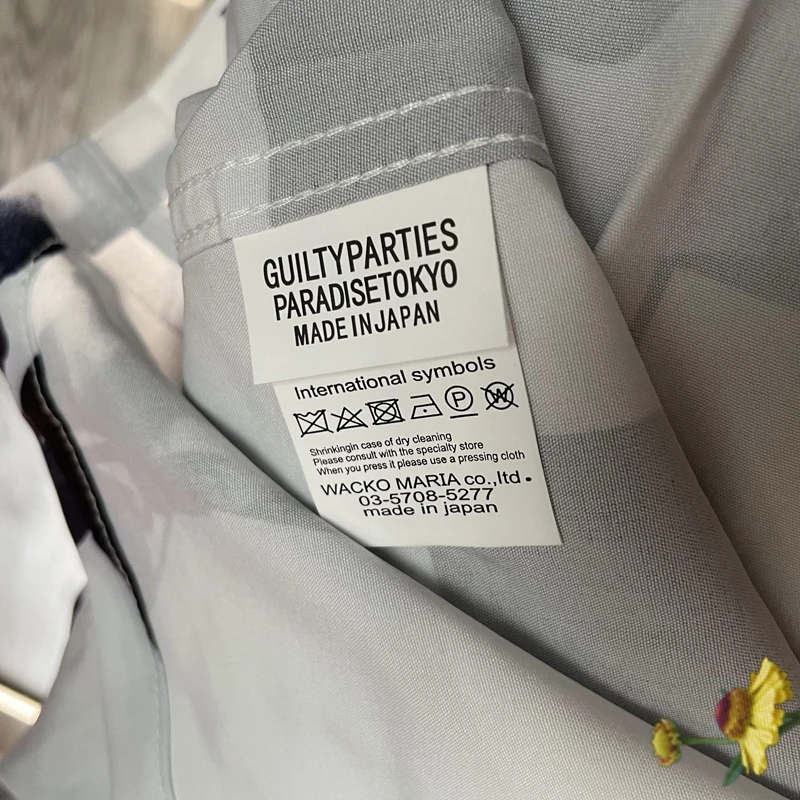 GUILTYPARTIES
PARADISETOKYO
MADE IN JAPAN
International symbols
P W
Shrinkingin case of dry cleaning
Please consult with the specialty store
When you press it please use a pressing cloth
WACKO MARIA co.,ltd.
03-5708-5277
made in japan